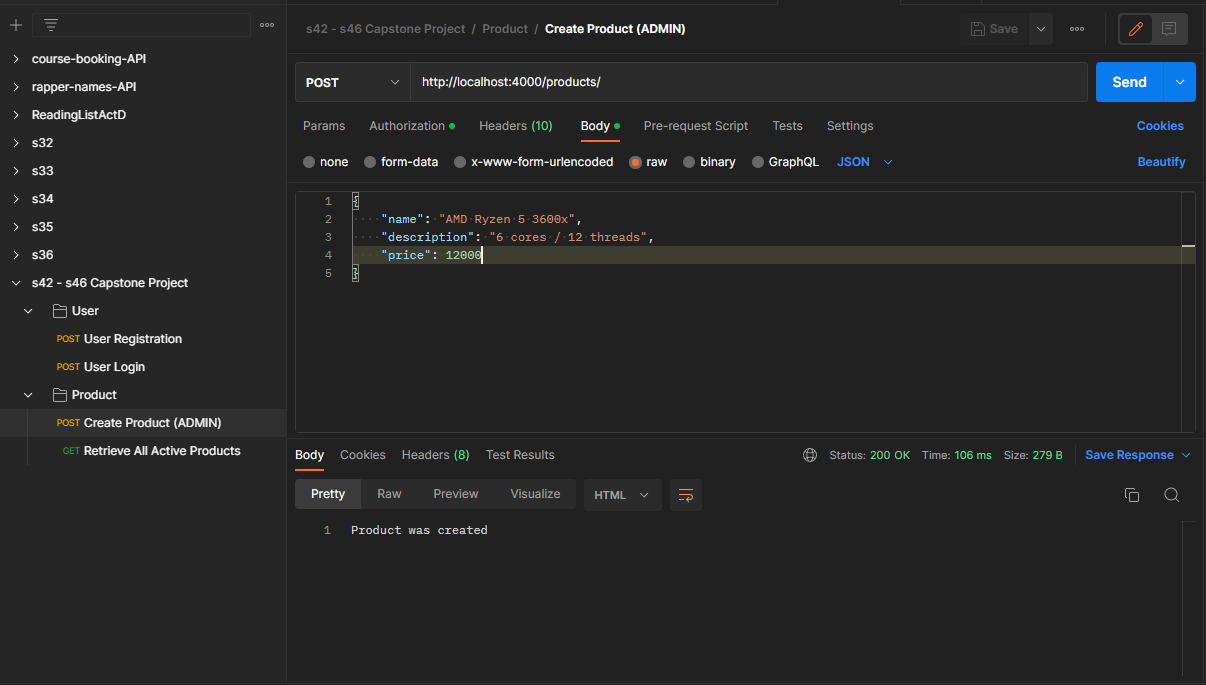 course-booking-API
rapper-names-API
ReadingListActD
s32
s33
s34
s35
s36
s42 - s46 Capstone Project
User
POST User Registration
POST User Login
Product
POST Create Product (ADMIN)
GET Retrieve All Active Products
s42 - s46 Capstone Project / Product / Create Product (ADMIN)
Save
POST http://localhost:4000/products/ Send
Params Authorization Headers (10) Body Pre-request Script Tests Settings Cookies
none form-data x-www-form-urlencoded raw binary GraphQL JSON Beautify
1 {
2 "name": "AMD Ryzen 5 3600x",
3 "description": "6 cores / 12 threads",
4 "price": 12000
5 }
Body Cookies Headers (8) Test Results Status: 200 OK Time: 106 ms Size: 279 B Save Response
Pretty Raw Preview Visualize HTML
1 Product was created